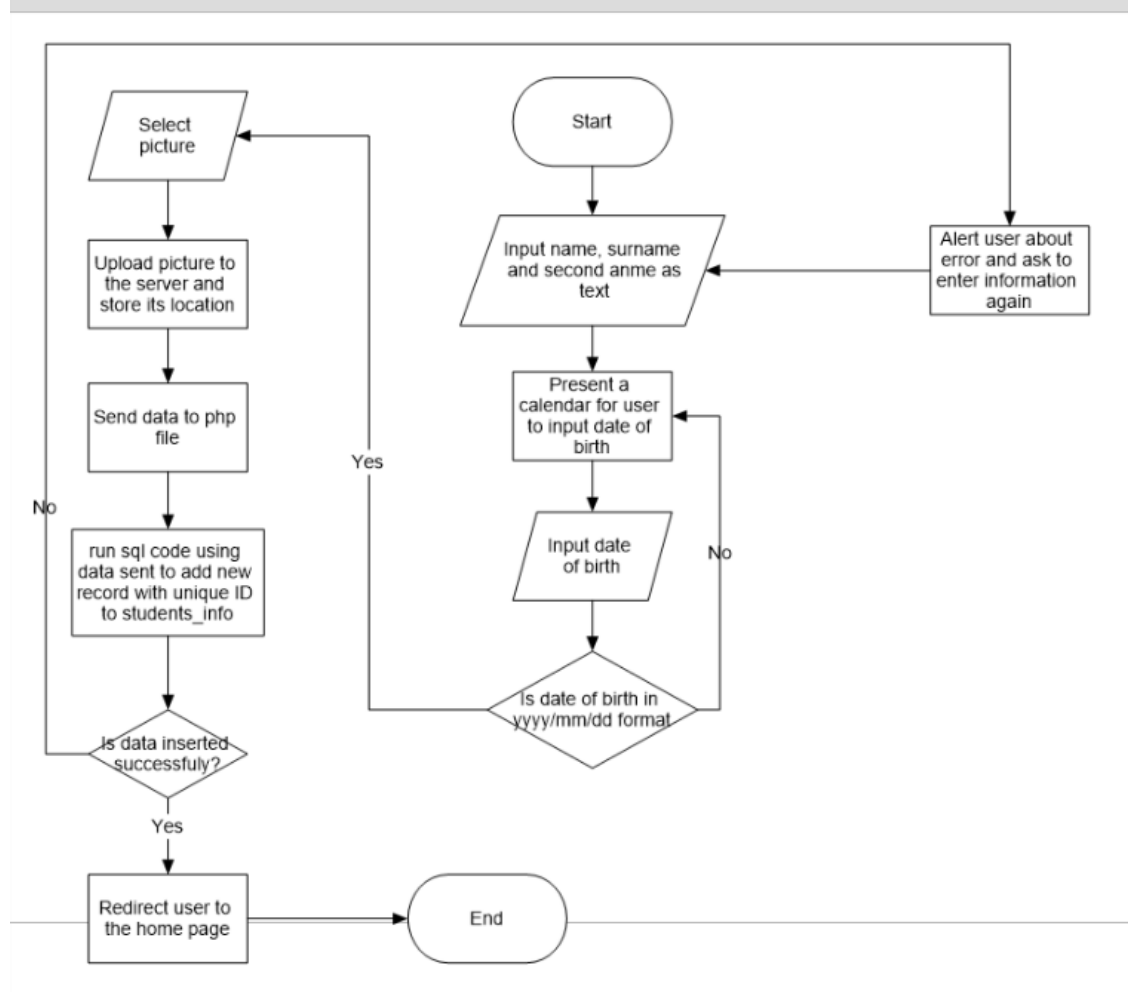 Start
Input name, surname
and second anme as
text
Present a
calendar for user
to input date of
birth
Input date
of birth
Is date of birth in
yyyy/mm/dd format
No
Yes
Select
picture
Upload picture to
the server and
store its location
Send data to php
file
run sql code using
data sent to add new
record with unique ID
to students_info
Is data inserted
successfuly?
No
Alert user about
error and ask to
enter information
again
Yes
Redirect user to
the home page
End